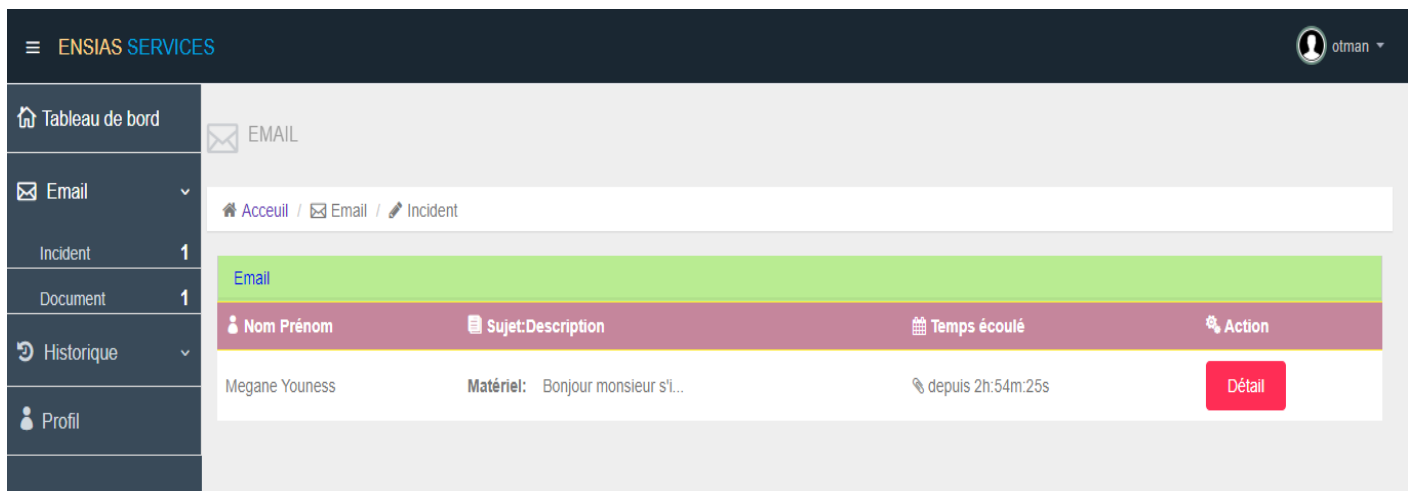 ENSIAS SERVICES
otman
Tableau de bord
Email
Incident 1
Document 1
Historique
Profil
EMAIL
Acceuil / Email / Incident
Email
Nom Prénom Sujet:Description Temps écoulé Action
Megane Youness Matériel: Bonjour monsieur s'i... depuis 2h:54m:25s Détail